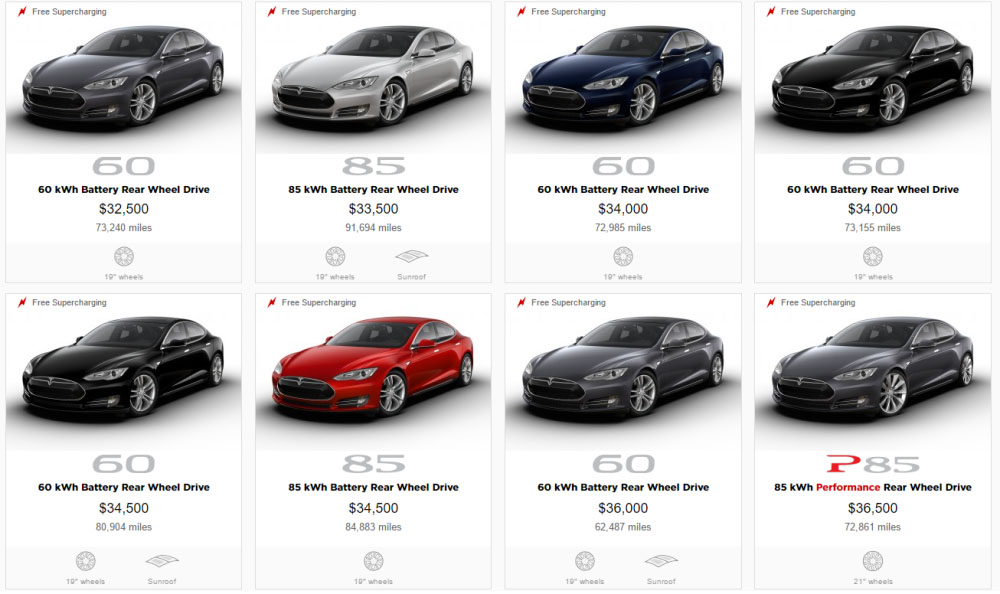 Free Supercharging
60
60 kWh Battery Rear Wheel Drive
$32,500
73,240 miles
19" wheels
Free Supercharging
85
85 kWh Battery Rear Wheel Drive
$33,500
91,694 miles
19" wheels
Sunroof
Free Supercharging
60
60 kWh Battery Rear Wheel Drive
$34,000
72,985 miles
19" wheels
Free Supercharging
60
60 kWh Battery Rear Wheel Drive
$34,000
73,155 miles
19" wheels
Free Supercharging
60
60 kWh Battery Rear Wheel Drive
$34,500
80,904 miles
19" wheels
Sunroof
Free Supercharging
85
85 kWh Battery Rear Wheel Drive
$34,500
84,883 miles
19" wheels
Free Supercharging
60
60 kWh Battery Rear Wheel Drive
$36,000
62,487 miles
19" wheels
Sunroof
Free Supercharging
P85
85 kWh Performance Rear Wheel Drive
$36,500
72,861 miles
21" wheels